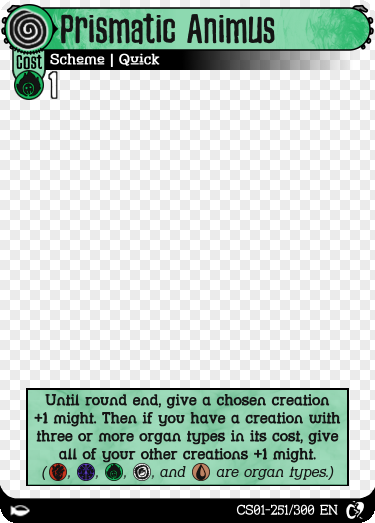 Prismatic Animus
COST
Scheme | Quick
1
Until round end, give a chosen creation
+1 might. Then if you have a creation with
three or more organ types in its cost, give
all of your other creations +1 might.
( , , , , and are organ types.)
CS01-251/300 EN